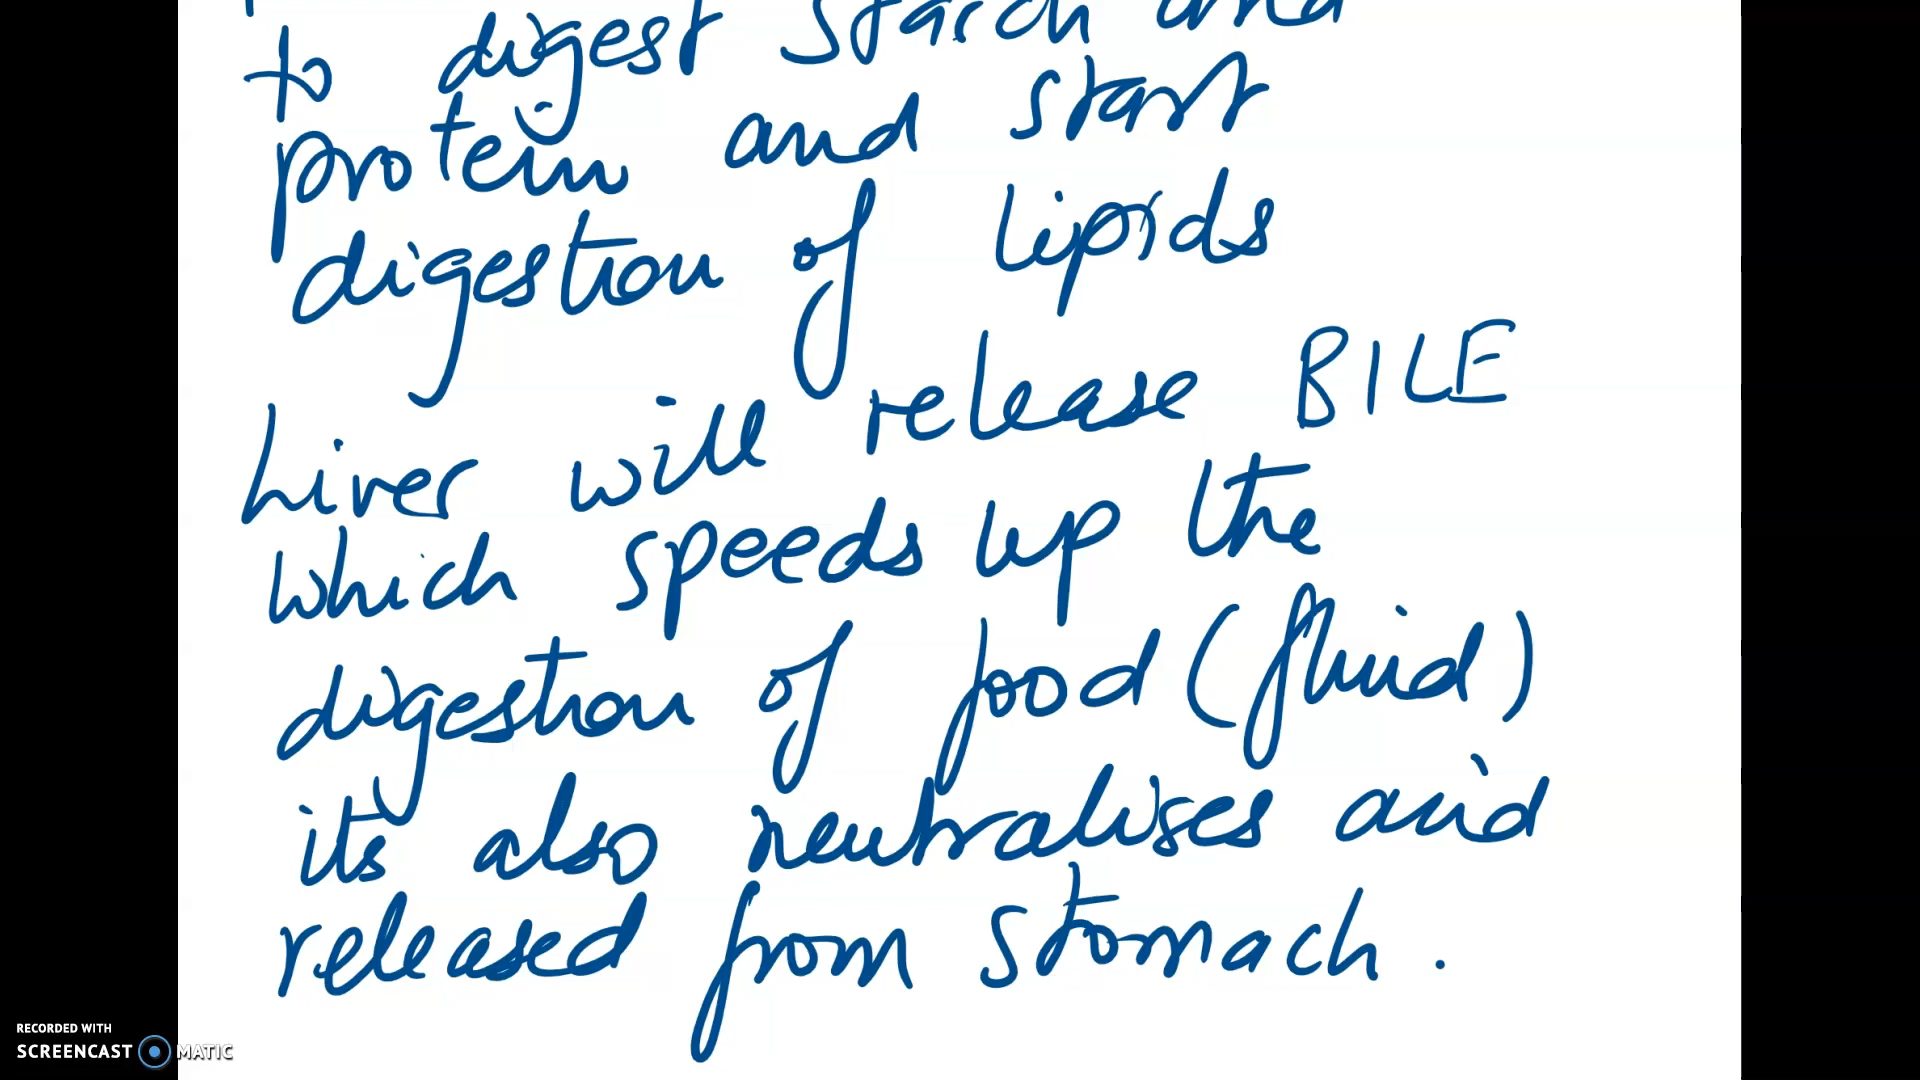 to digest starch and
protein and start
digestion of lipids
Liver will release BILE
which speeds up the
digestion of food (fluid)
its also neutralises acid
released from stomach.
RECORDED WITH
SCREENCAST MATIC